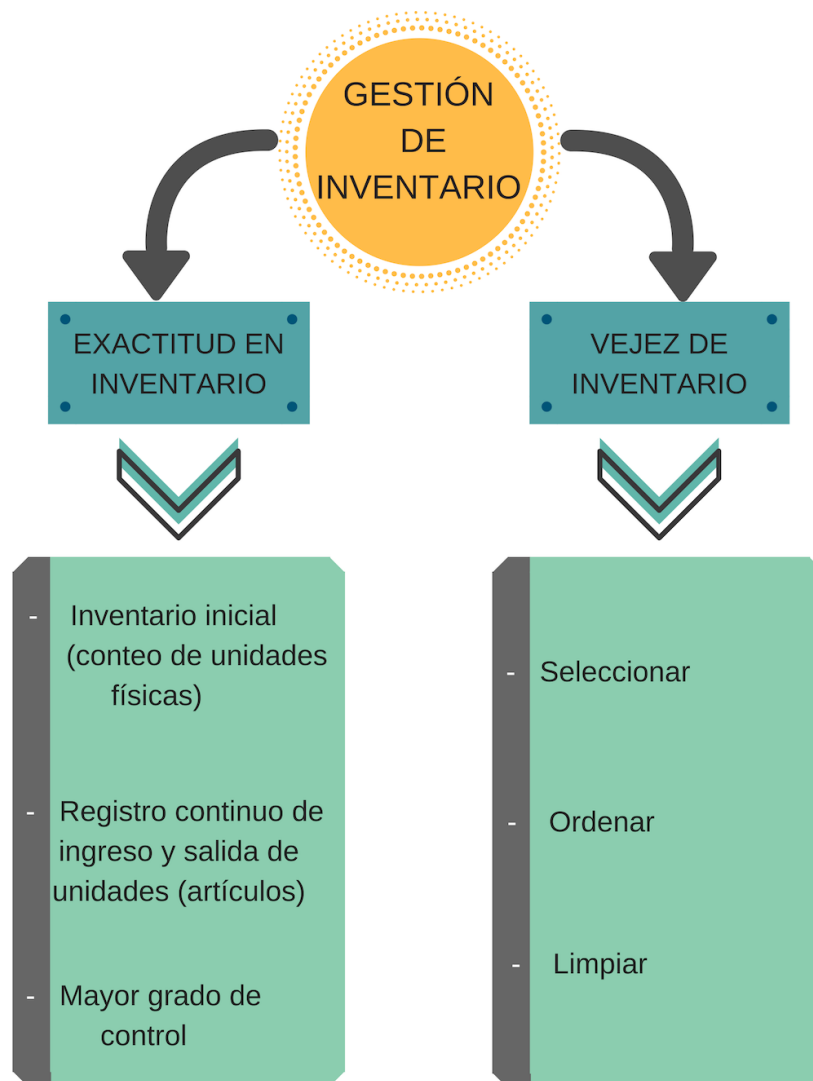 GESTIÓN
DE
INVENTARIO
EXACTITUD EN
INVENTARIO
- Inventario inicial
(conteo de unidades
físicas)
- Registro continuo de
ingreso y salida de
unidades (artículos)
- Mayor grado de
control
VEJEZ DE
INVENTARIO
- Seleccionar
- Ordenar
- Limpiar